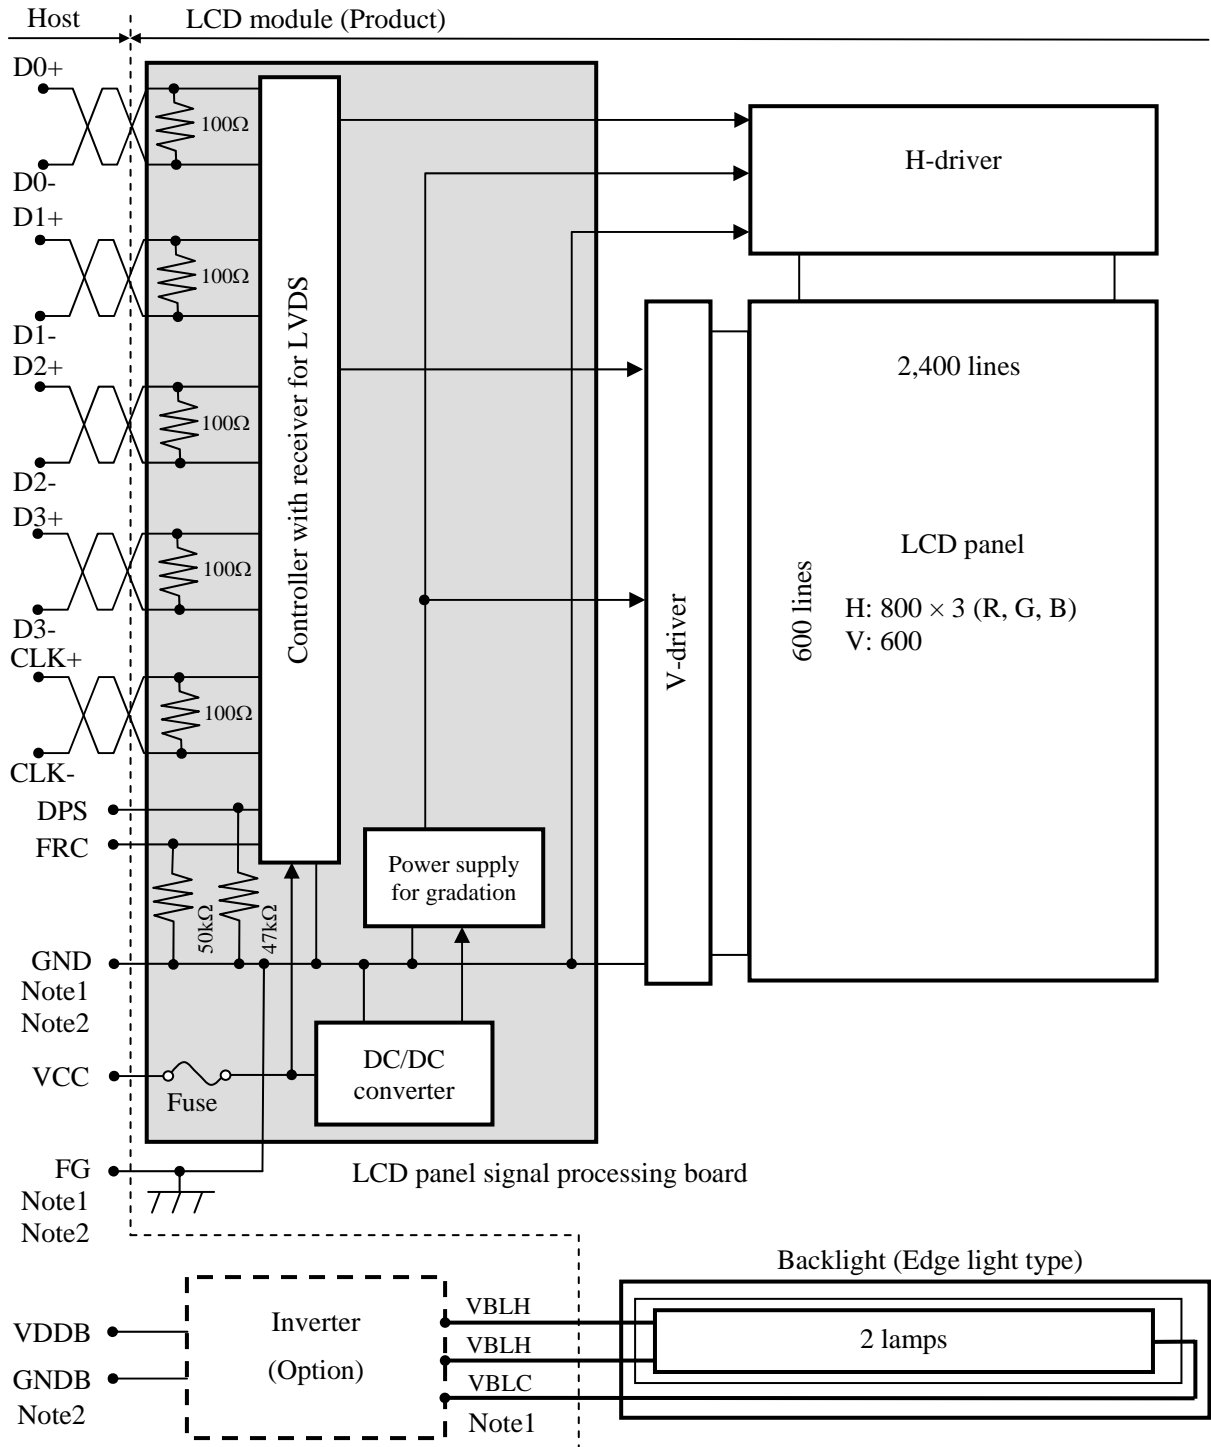 Host
LCD module (Product)
D0+
100Ω
D0-
D1+
100Ω
D1-
D2+
100Ω
D2-
D3+
100Ω
D3-
CLK+
100Ω
CLK-
DPS
FRC
50kΩ
47kΩ
GND
Note1
Note2
VCC
Fuse
FG
Note1
Note2
Controller with receiver for LVDS
Power supply
for gradation
DC/DC
converter
LCD panel signal processing board
H-driver
V-driver
2,400 lines
600 lines
LCD panel
H: 800 × 3 (R, G, B)
V: 600
Backlight (Edge light type)
VDDB
GNDB
Note2
Inverter
(Option)
VBLH
VBLH
VBLC
Note1
2 lamps